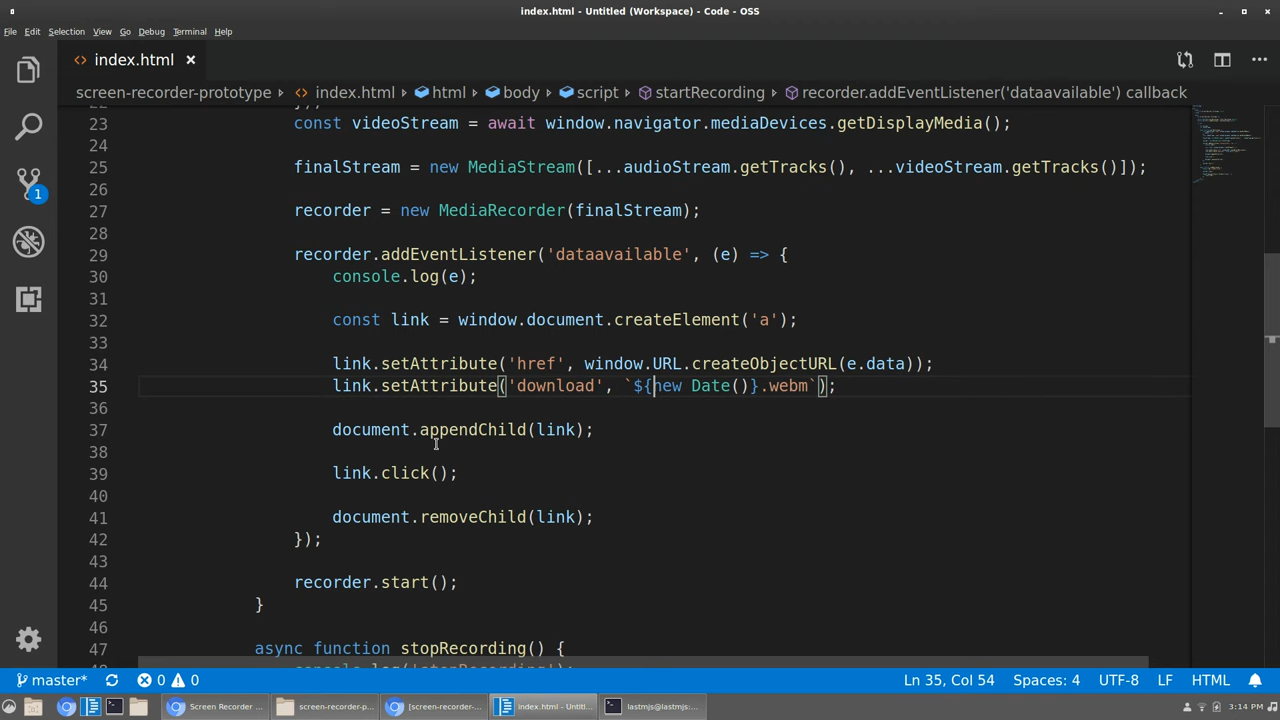 index.html - Untitled (Workspace) - Code - OSS
File Edit Selection View Go Debug Terminal Help
index.html
screen-recorder-prototype index.html html body script startRecording recorder.addEventListener('dataavailable') callback
23 const videoStream = await window.navigator.mediaDevices.getDisplayMedia();
24
25 finalStream = new MediaStream([...audioStream.getTracks(), ...videoStream.getTracks()]);
26
27 recorder = new MediaRecorder(finalStream);
28
29 recorder.addEventListener('dataavailable', (e) => {
30 console.log(e);
31
32 const link = window.document.createElement('a');
33
34 link.setAttribute('href', window.URL.createObjectURL(e.data));
35 link.setAttribute('download', `${new Date()}.webm`);
36
37 document.appendChild(link);
38
39 link.click();
40
41 document.removeChild(link);
42 });
43
44 recorder.start();
45 }
46
47 async function stopRecording() {
1
master* 0 0 Ln 35, Col 54 Spaces: 4 UTF-8 LF HTML
Screen Recorder ... screen-recorder-p... [screen-recorder-... index.html - Untitl... lastmjs@lastmjs:... 3:14 PM